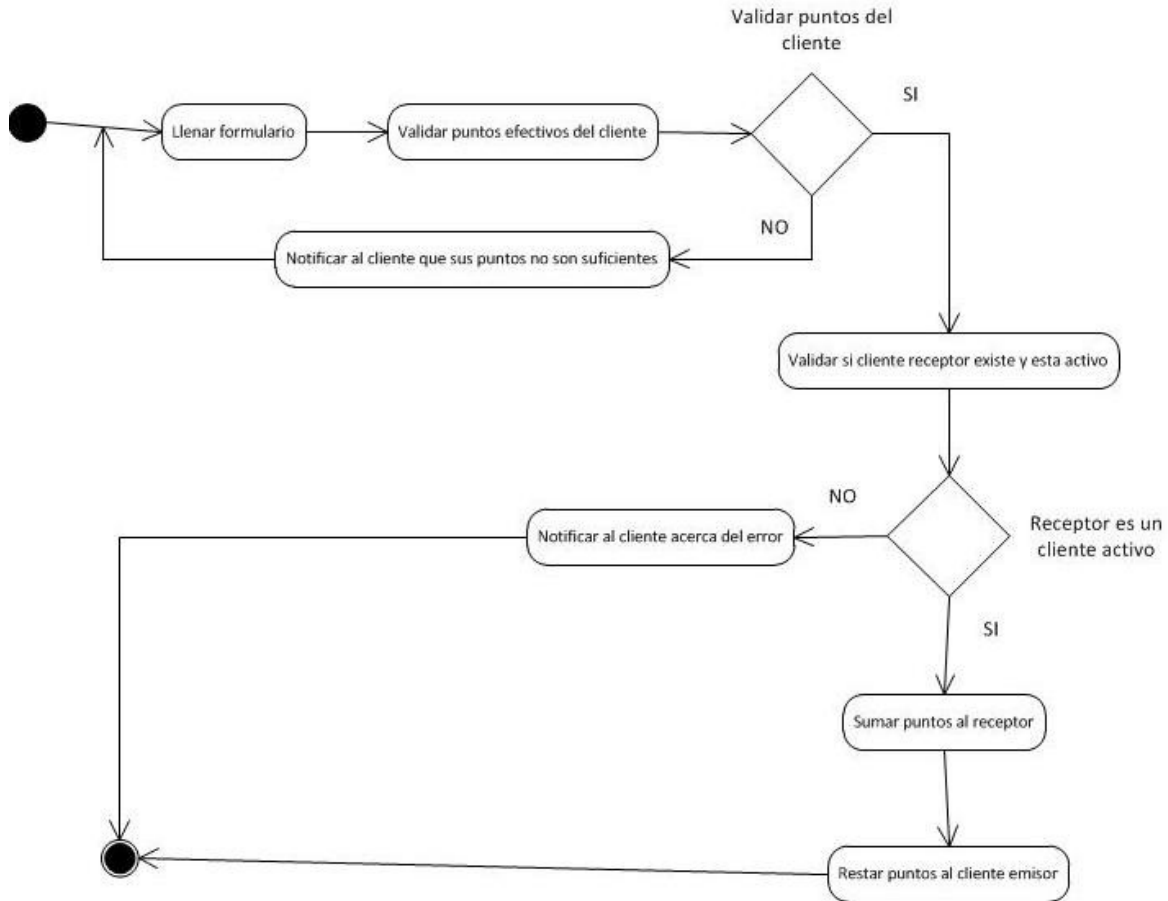 Validar puntos del
cliente
SI
Llenar formulario
Validar puntos efectivos del cliente
NO
Notificar al cliente que sus puntos no son suficientes
Validar si cliente receptor existe y esta activo
NO
Notificar al cliente acerca del error
Receptor es un
cliente activo
SI
Sumar puntos al receptor
Restar puntos al cliente emisor